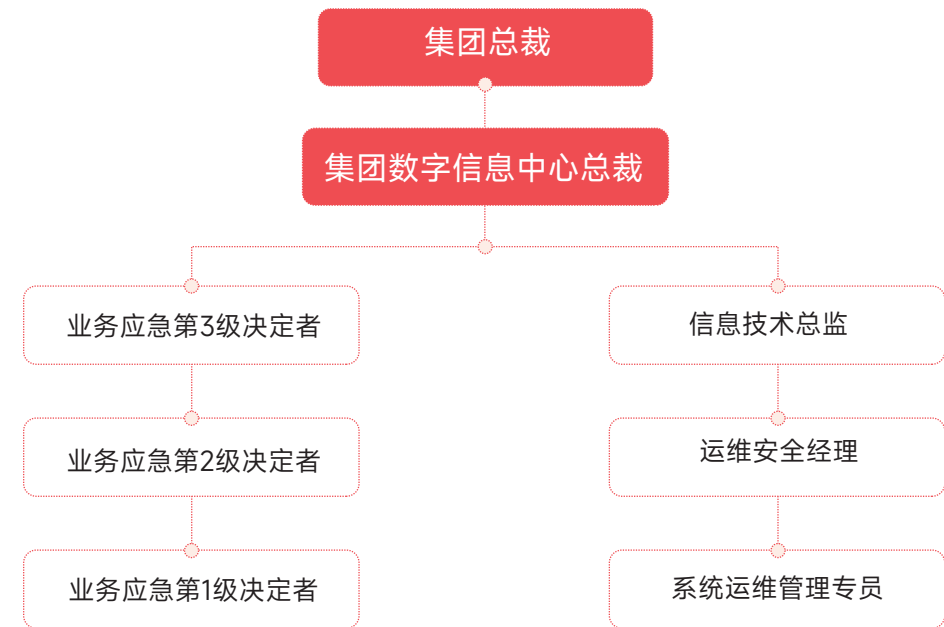 集团总裁
集团数字信息中心总裁
业务应急第3级决定者
信息技术总监
业务应急第2级决定者
运维安全经理
业务应急第1级决定者
系统运维管理专员